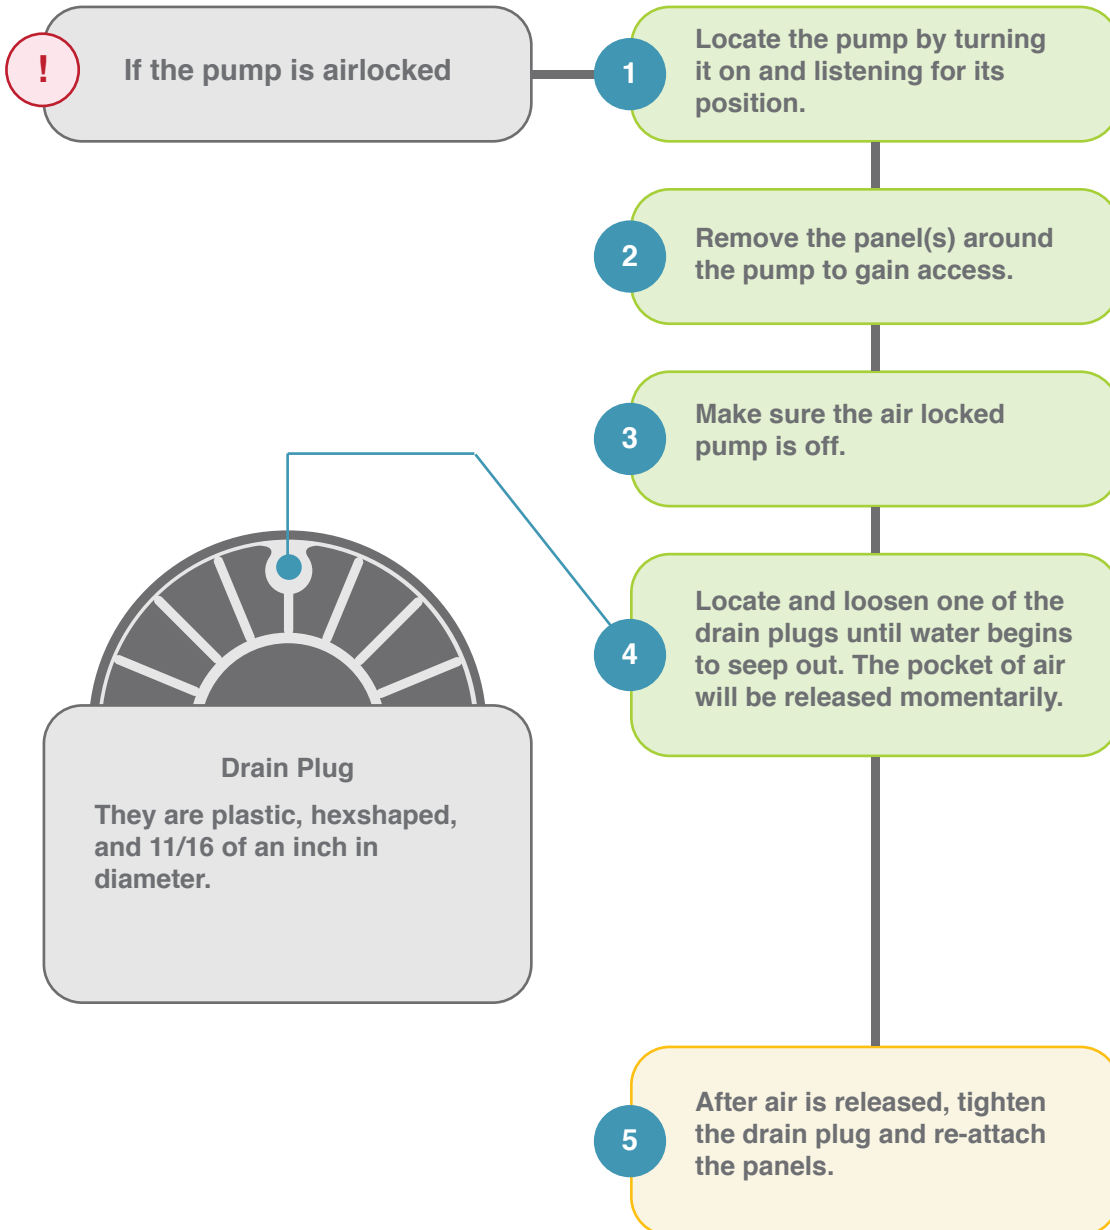 !
If the pump is airlocked
1
Locate the pump by turning
it on and listening for its
position.
2
Remove the panel(s) around
the pump to gain access.
3
Make sure the air locked
pump is off.
4
Locate and loosen one of the
drain plugs until water begins
to seep out. The pocket of air
will be released momentarily.
Drain Plug
They are plastic, hexshaped,
and 11/16 of an inch in
diameter.
5
After air is released, tighten
the drain plug and re-attach
the panels.